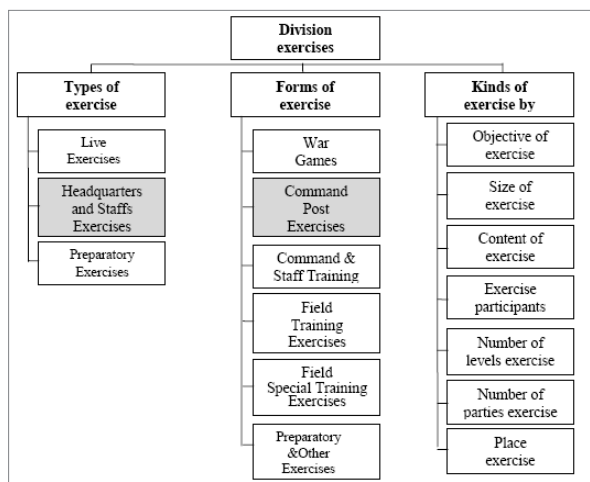 Division
exercises
Types of
exercise
Forms of
exercise
Kinds of
exercise by
Live
Exercises
Headquarters
and Staffs
Exercises
Preparatory
Exercises
War
Games
Command
Post
Exercises
Command &
Staff Training
Field
Training
Exercises
Field
Special Training
Exercises
Preparatory
&Other
Exercises
Objective of
exercise
Size of
exercise
Content of
exercise
Exercise
participants
Number of
levels exercise
Number of
parties exercise
Place
exercise